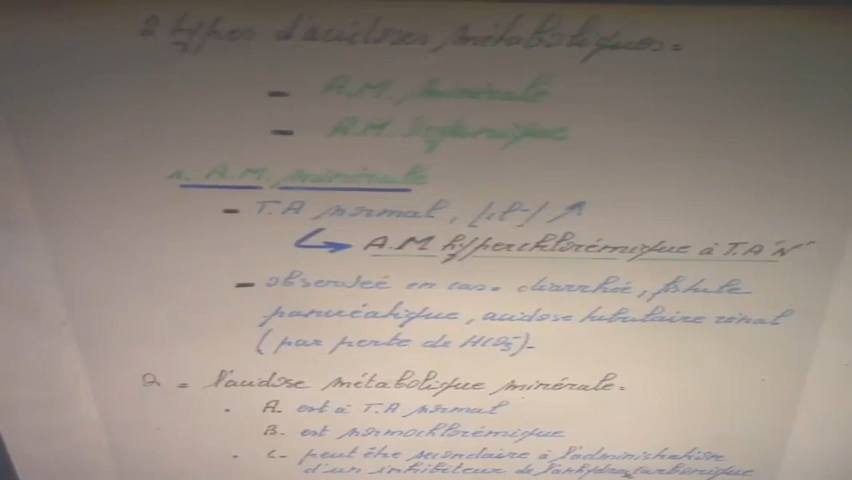 2 types d'acidoses métaboliques.
- A.M. minérale
- A.M. organique
1. A.M. minérale
- T.A normal, [Cl-] ↗
↳ A.M hyperchlorémique à T.A "N"
- observée en cas. diarrhée, fistule
pancréatique, acidose tubulaire rénal
(par perte de HCO3-).
2 = l'acidose métabolique minérale.
. A. est à T.A normal
B. est normochlorémique
. C. peut être secondaire à l'administration
d'un inhibiteur de l'anhydrase carbonique